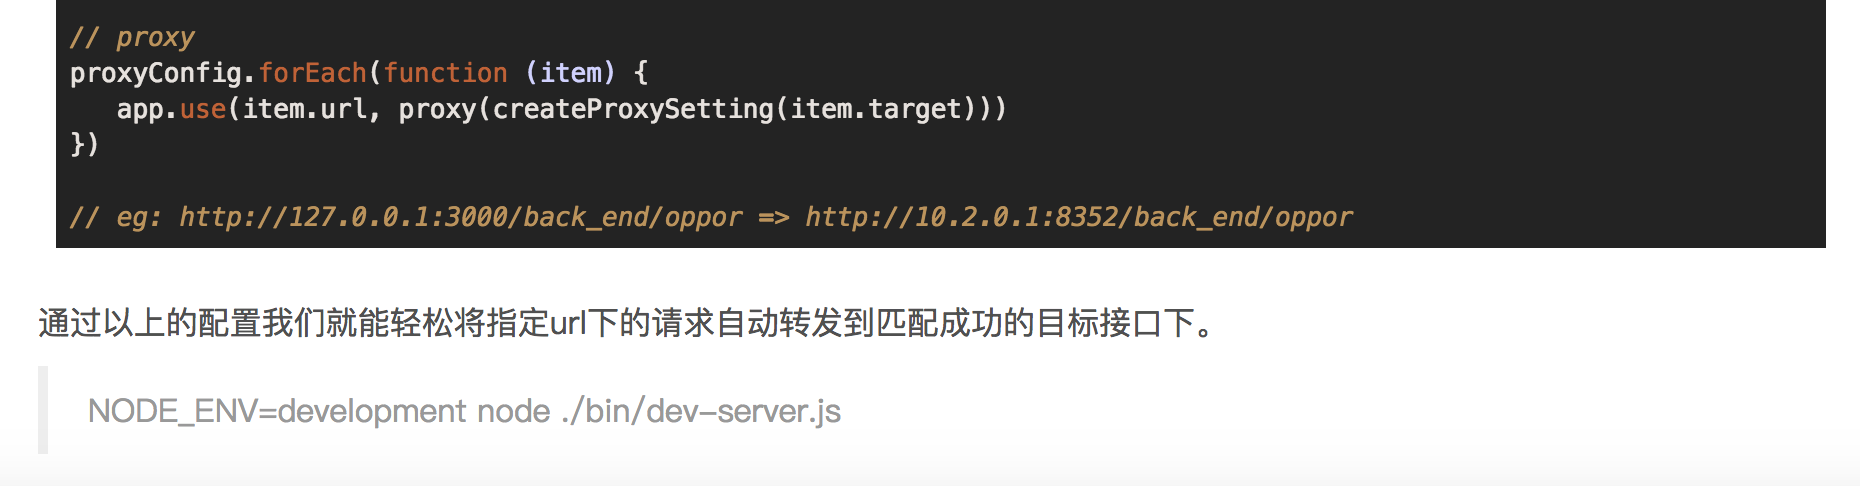 // proxy
proxyConfig.forEach(function (item) {
   app.use(item.url, proxy(createProxySetting(item.target)))
})
// eg: http://127.0.0.1:3000/back_end/oppor => http://10.2.0.1:8352/back_end/oppor
通过以上的配置我们就能轻松将指定url下的请求自动转发到匹配成功的目标接口下。
NODE_ENV=development node ./bin/dev-server.js